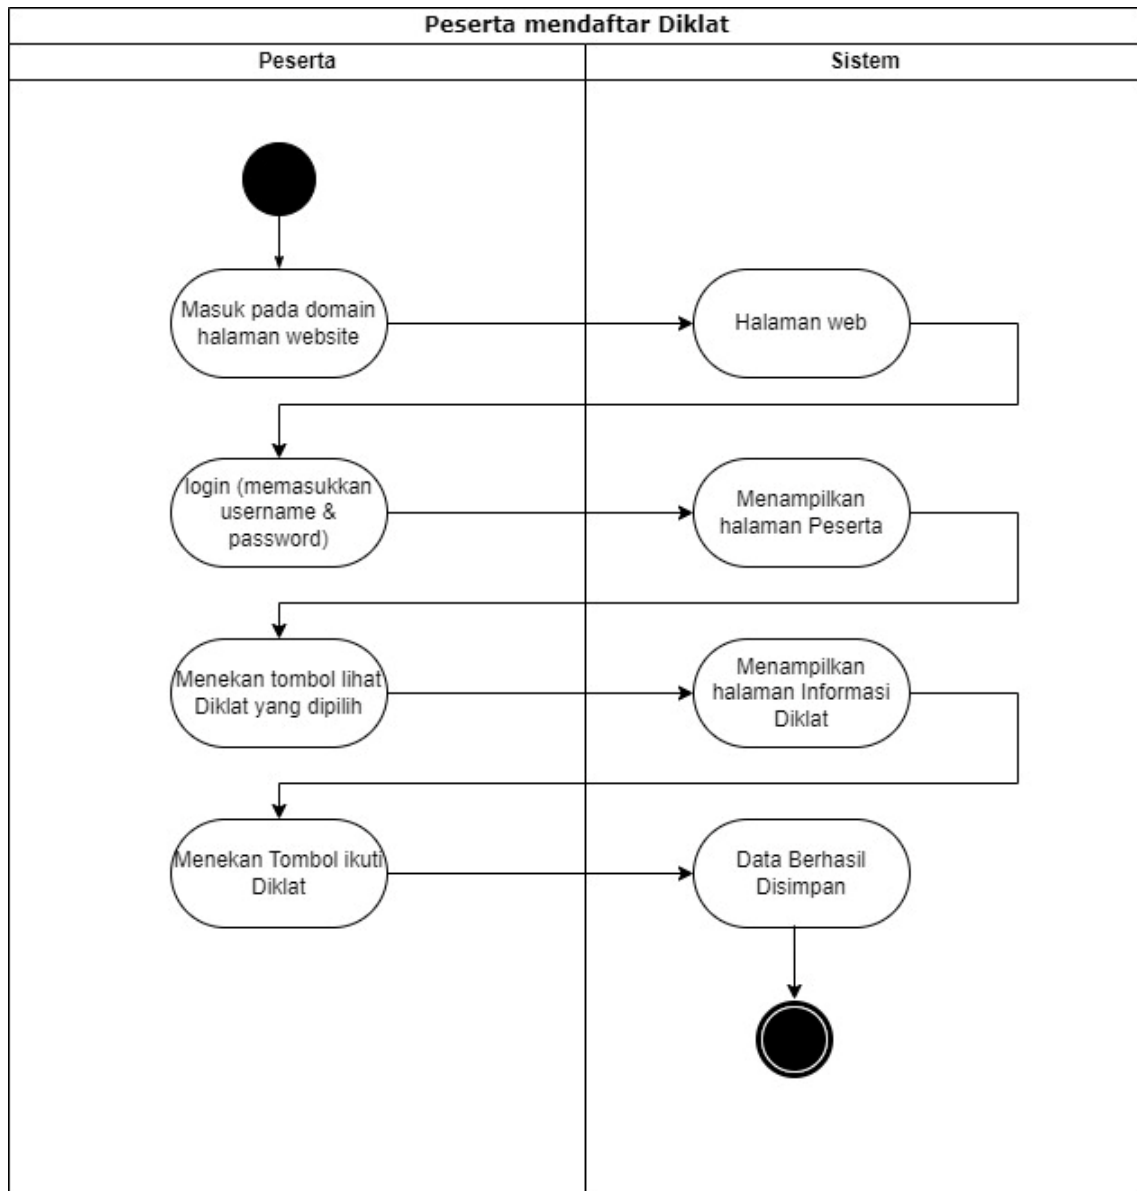 Peserta mendaftar Diklat
Peserta
Sistem
Masuk pada domain
halaman website
Halaman web
login (memasukkan
username &
password)
Menampilkan
halaman Peserta
Menekan tombol lihat
Diklat yang dipilih
Menampilkan
halaman Informasi
Diklat
Menekan Tombol ikuti
Diklat
Data Berhasil
Disimpan